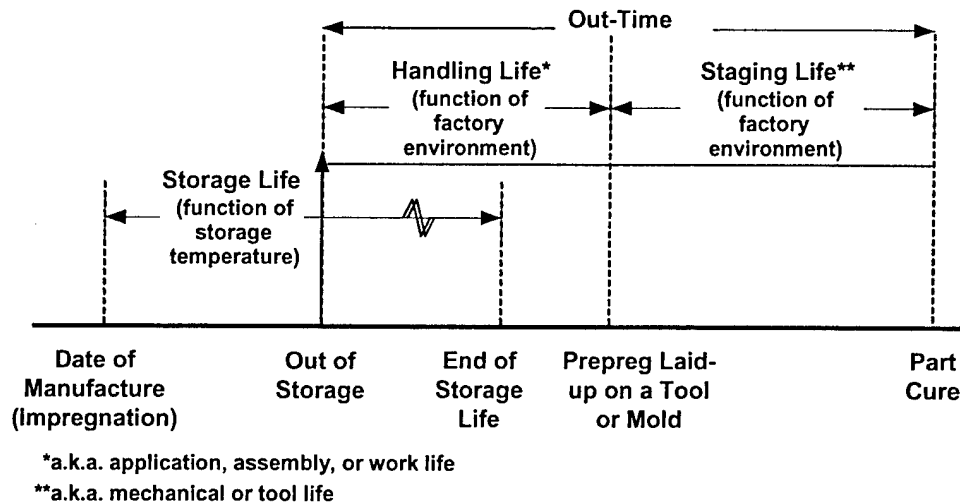 Out-Time
Handling Life*
(function of
factory
environment)
Staging Life**
(function of
factory
environment)
Storage Life
(function of
storage
temperature)
Date of
Manufacture
(Impregnation)
Out of
Storage
End of
Storage
Life
Prepreg Laid-
up on a Tool
or Mold
Part
Cure
*a.k.a. application, assembly, or work life
**a.k.a. mechanical or tool life